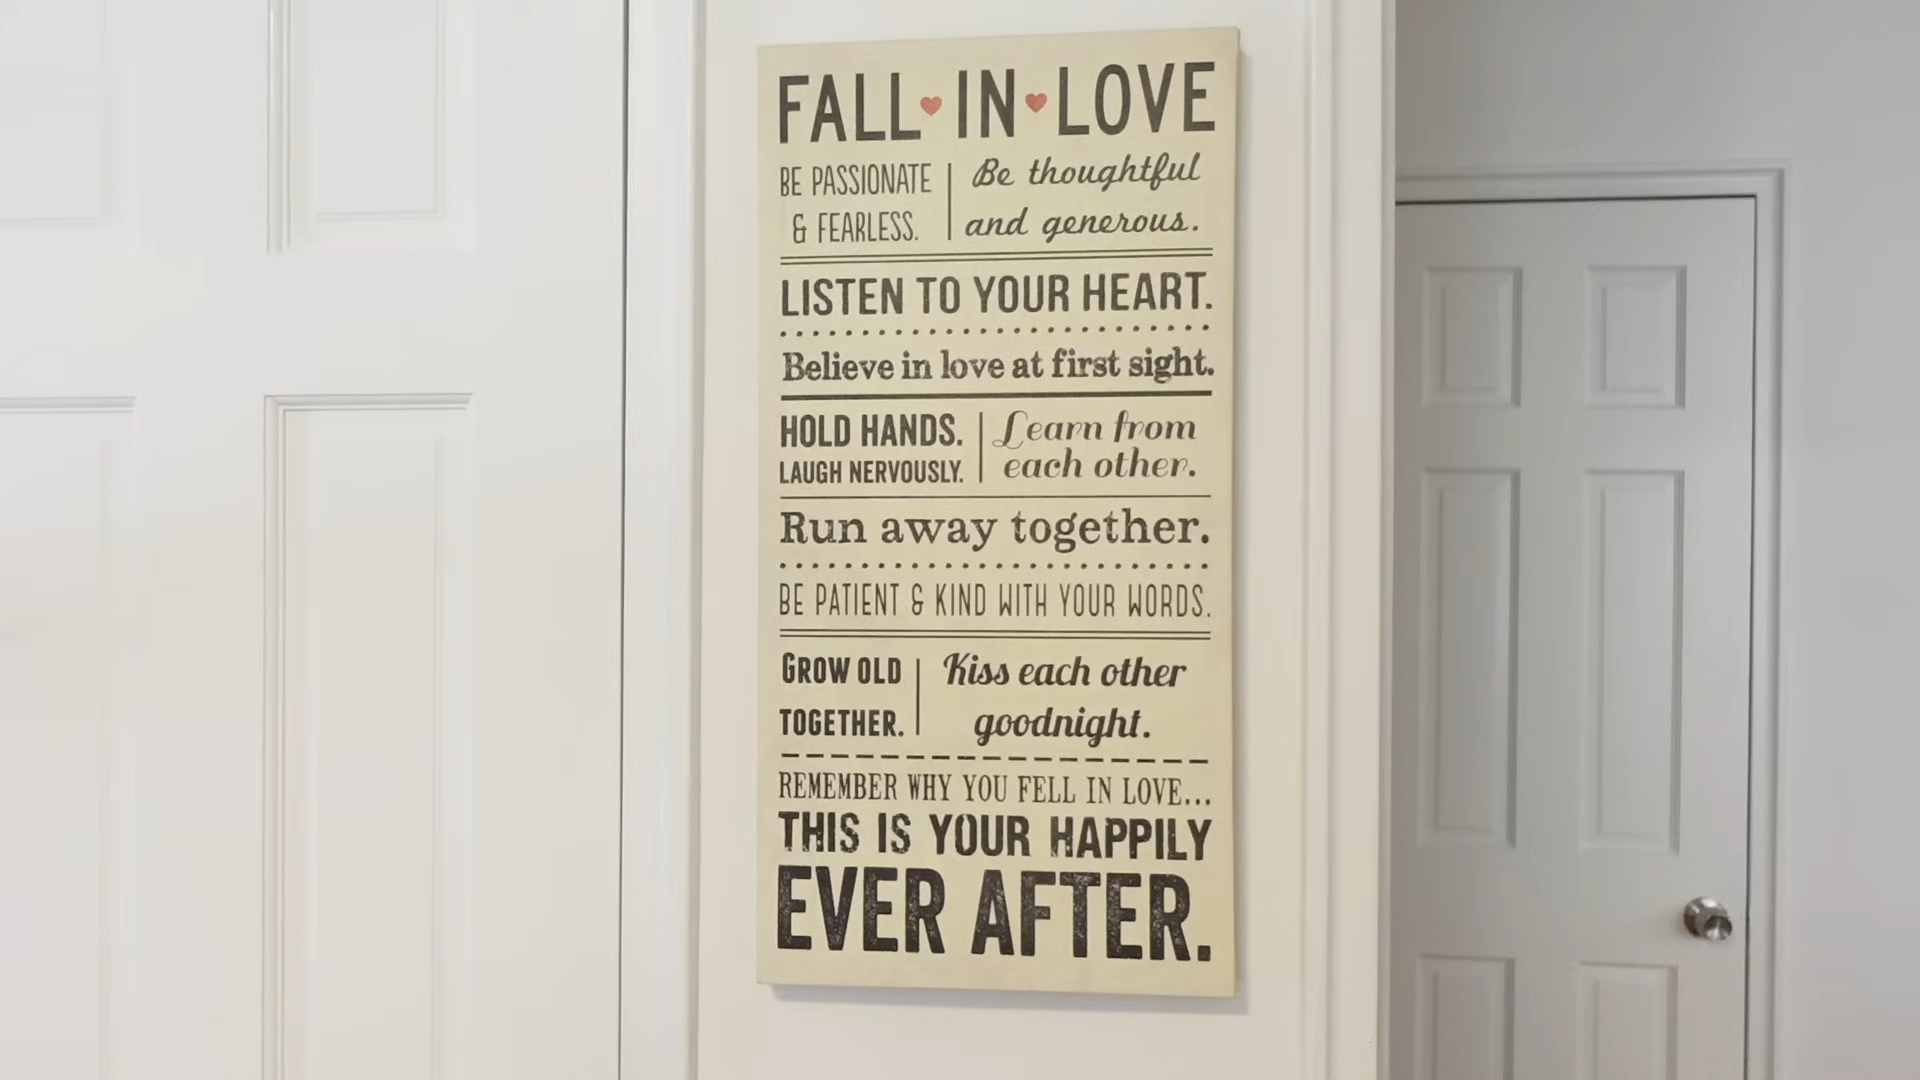 FALL IN LOVE
BE PASSIONATE
& FEARLESS.
Be thoughtful
and generous.
LISTEN TO YOUR HEART.
Believe in love at first sight.
HOLD HANDS.
LAUGH NERVOUSLY.
Learn from
each other.
Run away together.
BE PATIENT & KIND WITH YOUR WORDS.
GROW OLD
TOGETHER.
Kiss each other
goodnight.
REMEMBER WHY YOU FELL IN LOVE...
THIS IS YOUR HAPPILY
EVER AFTER.